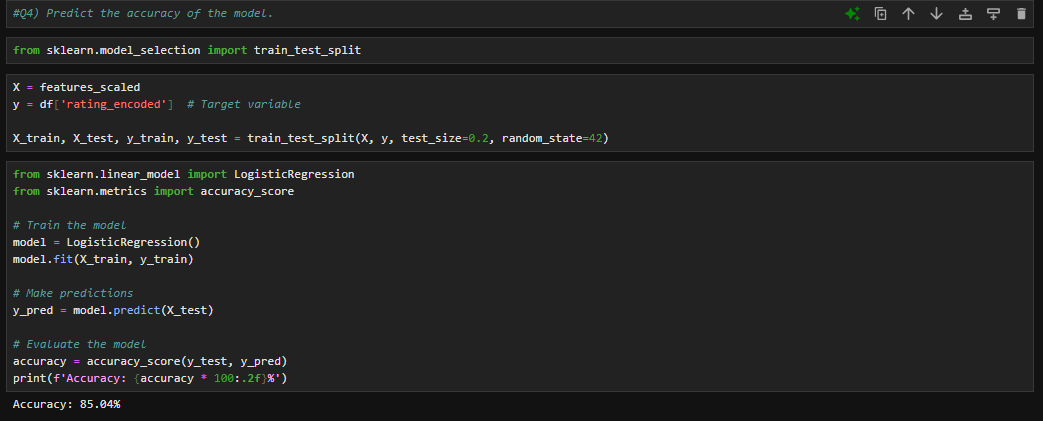 #Q4) Predict the accuracy of the model.
from sklearn.model_selection import train_test_split
X = features_scaled
y = df['rating_encoded']  # Target variable
X_train, X_test, y_train, y_test = train_test_split(X, y, test_size=0.2, random_state=42)
from sklearn.linear_model import LogisticRegression
from sklearn.metrics import accuracy_score
# Train the model
model = LogisticRegression()
model.fit(X_train, y_train)
# Make predictions
y_pred = model.predict(X_test)
# Evaluate the model
accuracy = accuracy_score(y_test, y_pred)
print(f'Accuracy: {accuracy * 100:.2f}%')
Accuracy: 85.04%